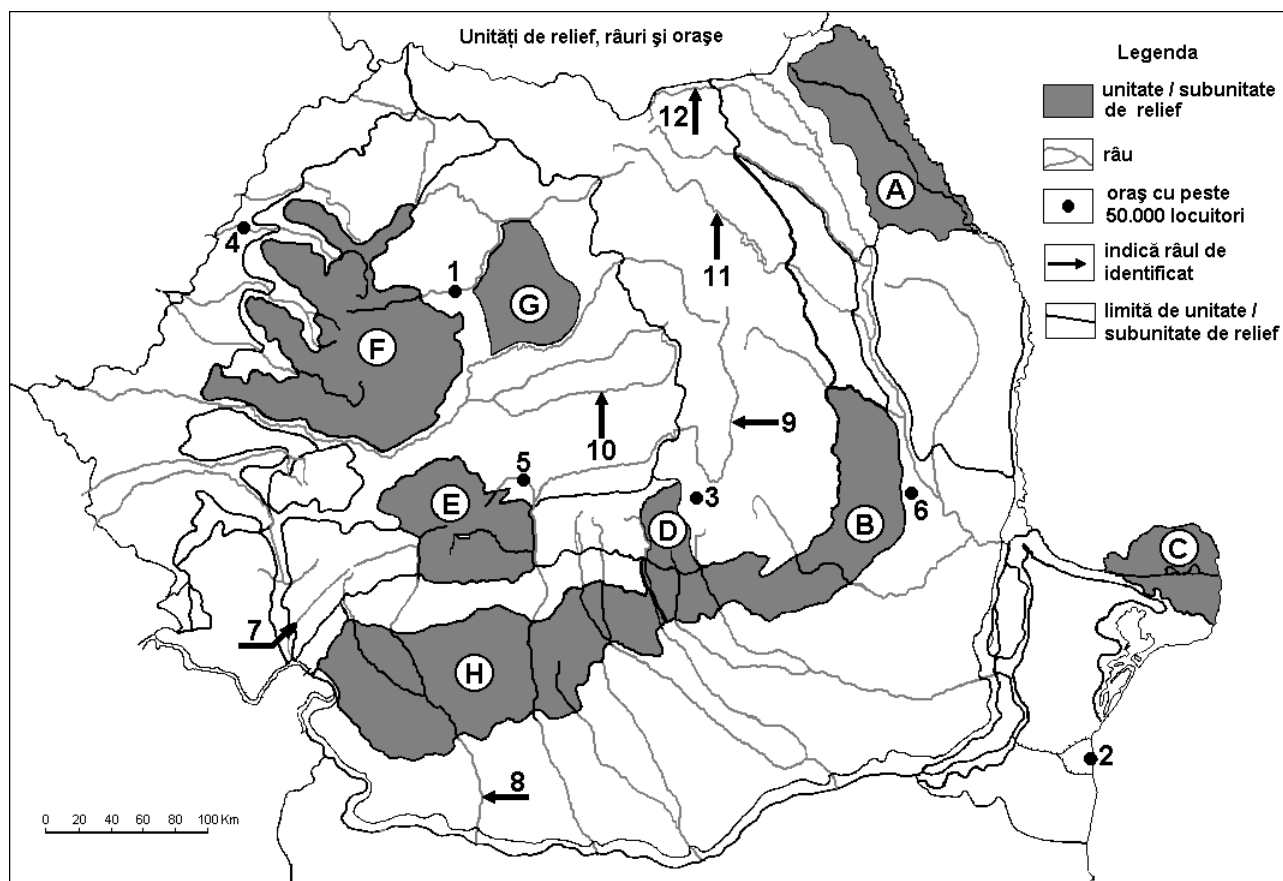 Unități de relief, râuri și orașe
Legenda
unitate / subunitate
de relief
râu
oraș cu peste
50.000 locuitori
indică râul de
identificat
limită de unitate /
subunitate de relief
12
A
4
1
11
G
F
9
10
5
3
6
E
D
B
C
7
H
2
8
0 20 40 60 80 100 Km